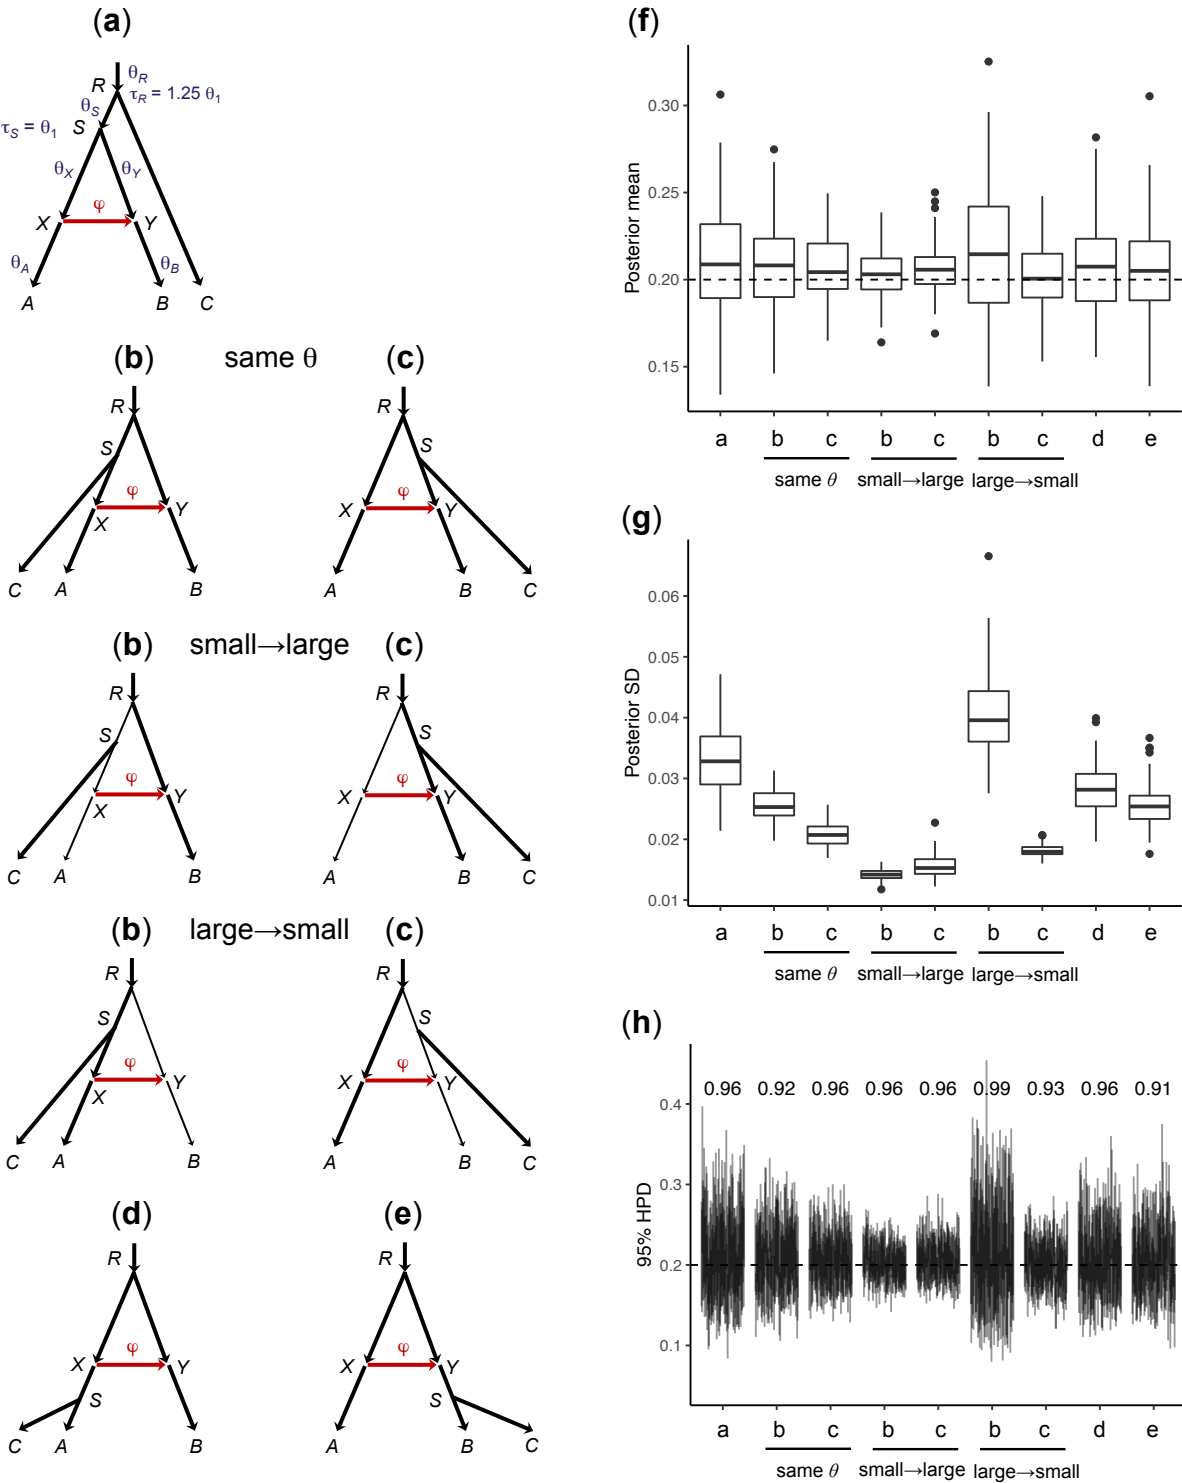 (a)
θR
R
τR = 1.25 θ1
θS
τS = θ1
S
θX
θY
φ
X
Y
θA
θB
A
B
C
(b) same θ (c)
R
R
S
S
φ
φ
X
Y
X
Y
C
A
B
A
B
C
(b) small→large (c)
R
R
S
S
φ
φ
X
Y
X
Y
C
A
B
A
B
C
(b) large→small (c)
R
R
S
S
φ
φ
X
Y
X
Y
C
A
B
A
B
C
(d) (e)
R
R
φ
φ
X
Y
X
Y
S
S
C
A
B
A
B
C
(f)
Posterior mean
0.30
0.25
0.20
0.15
a b c b c b c d e
same θ small→large large→small
(g)
Posterior SD
0.06
0.05
0.04
0.03
0.02
0.01
a b c b c b c d e
same θ small→large large→small
(h)
95% HPD
0.96 0.92 0.96 0.96 0.96 0.99 0.93 0.96 0.91
0.4
0.3
0.2
0.1
a b c b c b c d e
same θ small→large large→small